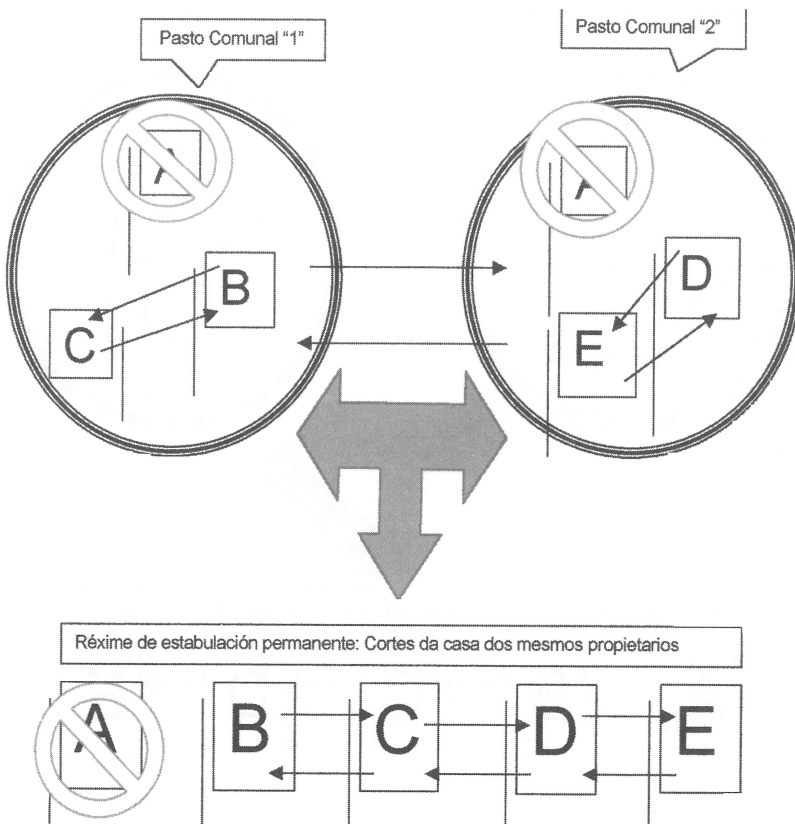 Pasto Comunal "1"
Pasto Comunal "2"
A
A
B
D
C
E
Réxime de estabulación permanente: Cortes da casa dos mesmos propietarios
A
B
C
D
E